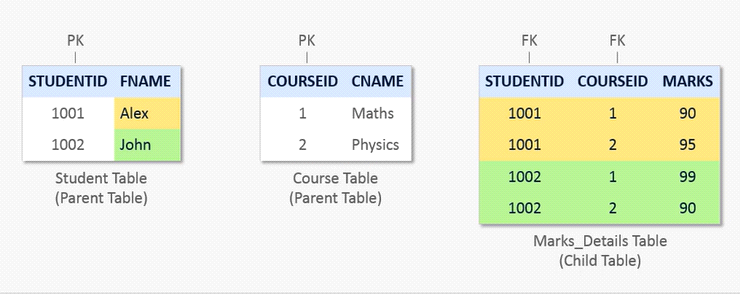 PK
STUDENTID FNAME
1001 Alex
1002 John
Student Table
(Parent Table)
PK
COURSEID CNAME
1 Maths
2 Physics
Course Table
(Parent Table)
FK FK
STUDENTID COURSEID MARKS
1001 1 90
1001 2 95
1002 1 99
1002 2 90
Marks_Details Table
(Child Table)